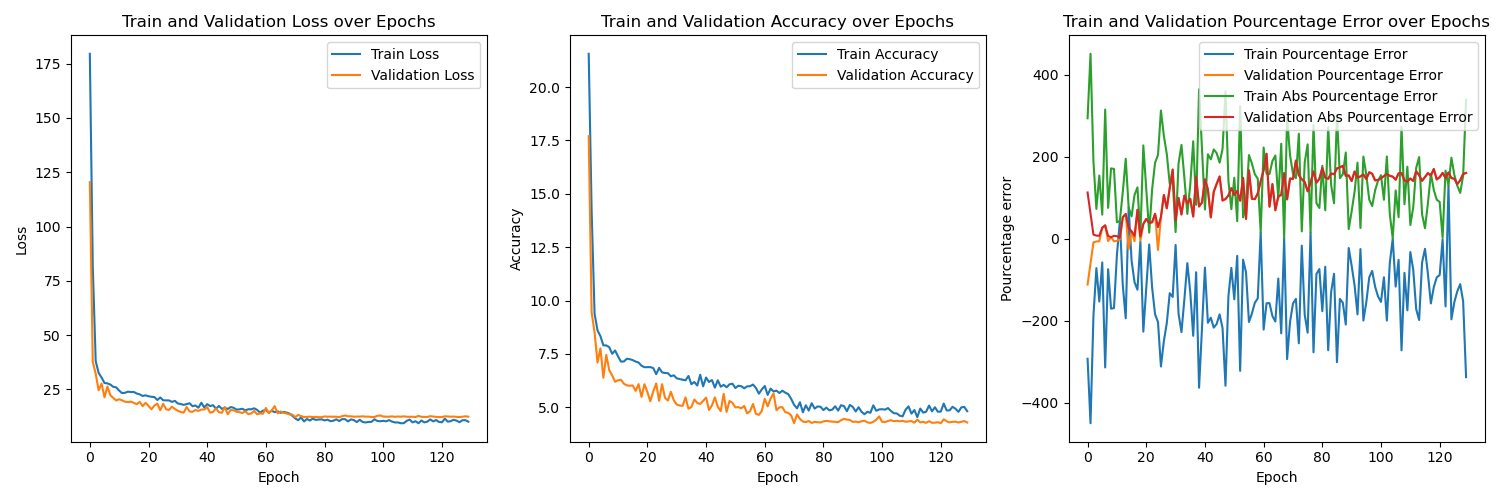 Train and Validation Loss over Epochs
Train Loss
Validation Loss
175
150
125
100
75
50
25
Loss
0 20 40 60 80 100 120
Epoch
Train and Validation Accuracy over Epochs
Train Accuracy
Validation Accuracy
20.0
17.5
15.0
12.5
10.0
7.5
5.0
Accuracy
0 20 40 60 80 100 120
Epoch
Train and Validation Pourcentage Error over Epochs
Train Pourcentage Error
Validation Pourcentage Error
Train Abs Pourcentage Error
Validation Abs Pourcentage Error
400
200
0
−200
−400
Pourcentage error
0 20 40 60 80 100 120
Epoch